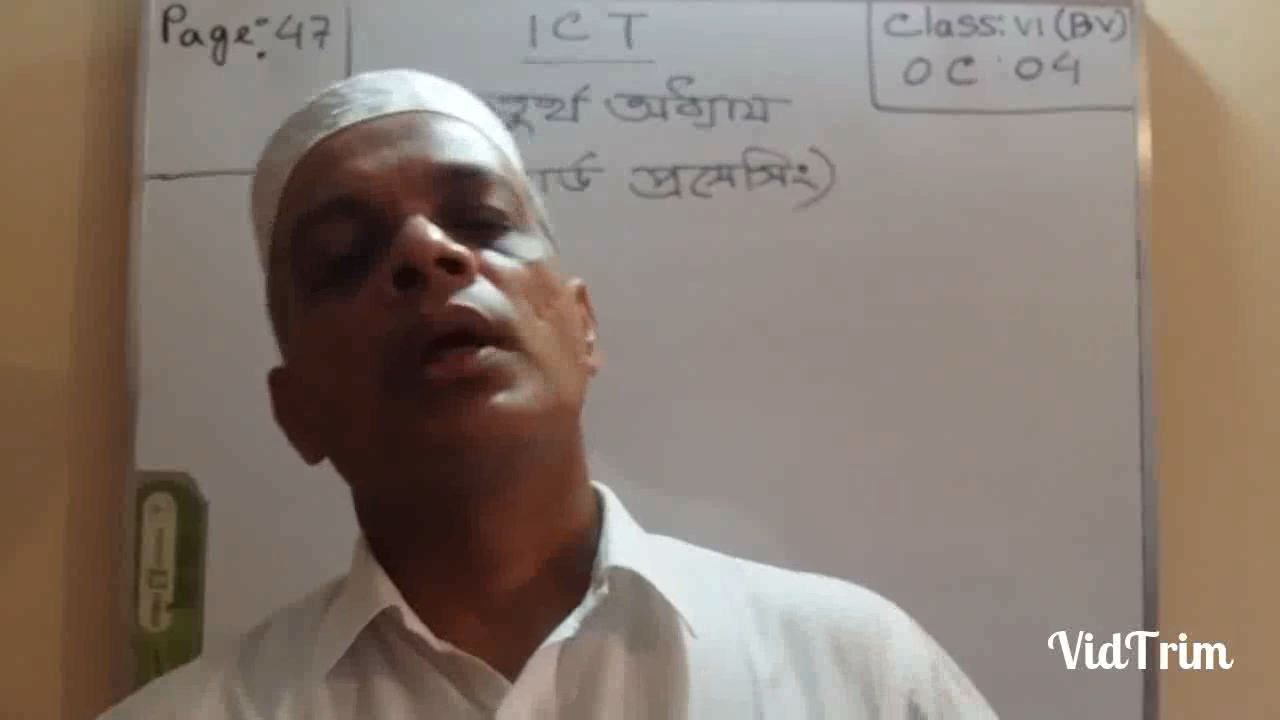 Page: 47
ICT
Class: VI (BV)
OC 04
অধ্যায়
প্রসেসিং)
VidTrim